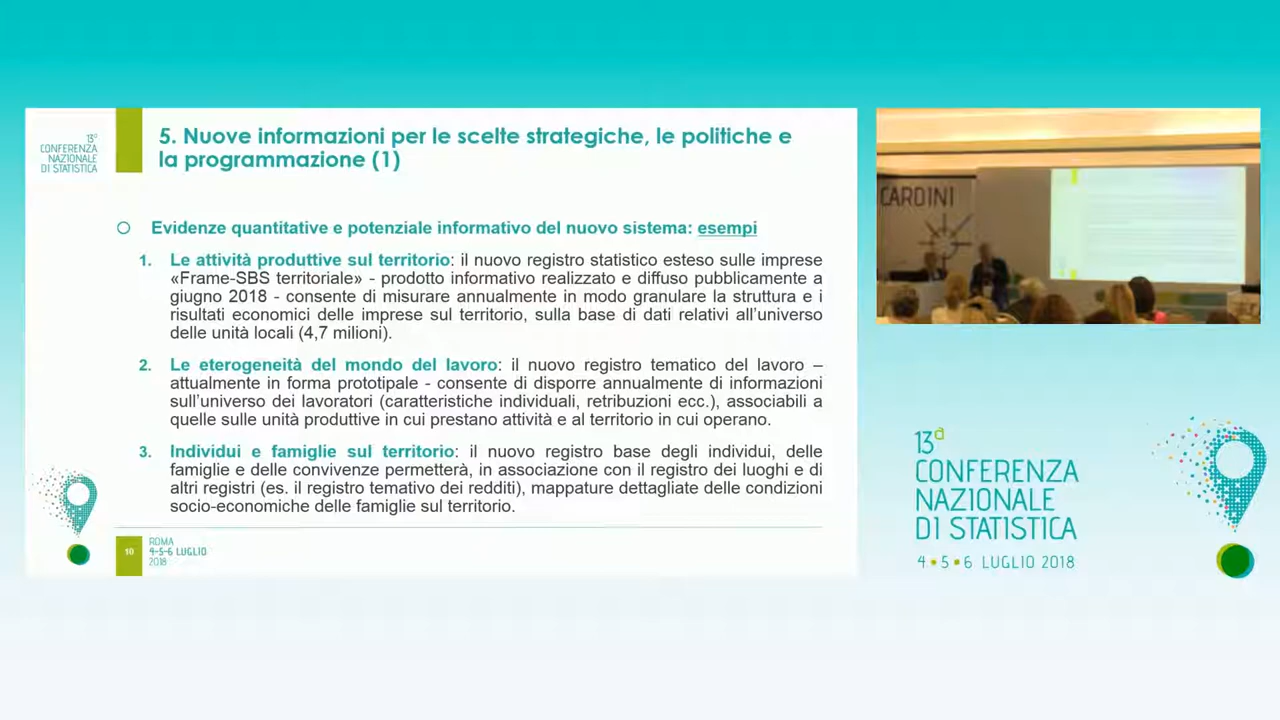 13ª
CONFERENZA
NAZIONALE
DI STATISTICA
5. Nuove informazioni per le scelte strategiche, le politiche e
la programmazione (1)
Evidenze quantitative e potenziale informativo del nuovo sistema: esempi
1. Le attività produttive sul territorio: il nuovo registro statistico esteso sulle imprese
«Frame-SBS territoriale» - prodotto informativo realizzato e diffuso pubblicamente a
giugno 2018 - consente di misurare annualmente in modo granulare la struttura e i
risultati economici delle imprese sul territorio, sulla base di dati relativi all'universo
delle unità locali (4,7 milioni).
2. Le eterogeneità del mondo del lavoro: il nuovo registro tematico del lavoro –
attualmente in forma prototipale - consente di disporre annualmente di informazioni
sull'universo dei lavoratori (caratteristiche individuali, retribuzioni ecc.), associabili a
quelle sulle unità produttive in cui prestano attività e al territorio in cui operano.
3. Individui e famiglie sul territorio: il nuovo registro base degli individui, delle
famiglie e delle convivenze permetterà, in associazione con il registro dei luoghi e di
altri registri (es. il registro temativo dei redditi), mappature dettagliate delle condizioni
socio-economiche delle famiglie sul territorio.
10
ROMA
4-5-6 LUGLIO
2018
CARDINI
13ª
CONFERENZA
NAZIONALE
DI STATISTICA
4 • 5 • 6 LUGLIO 2018